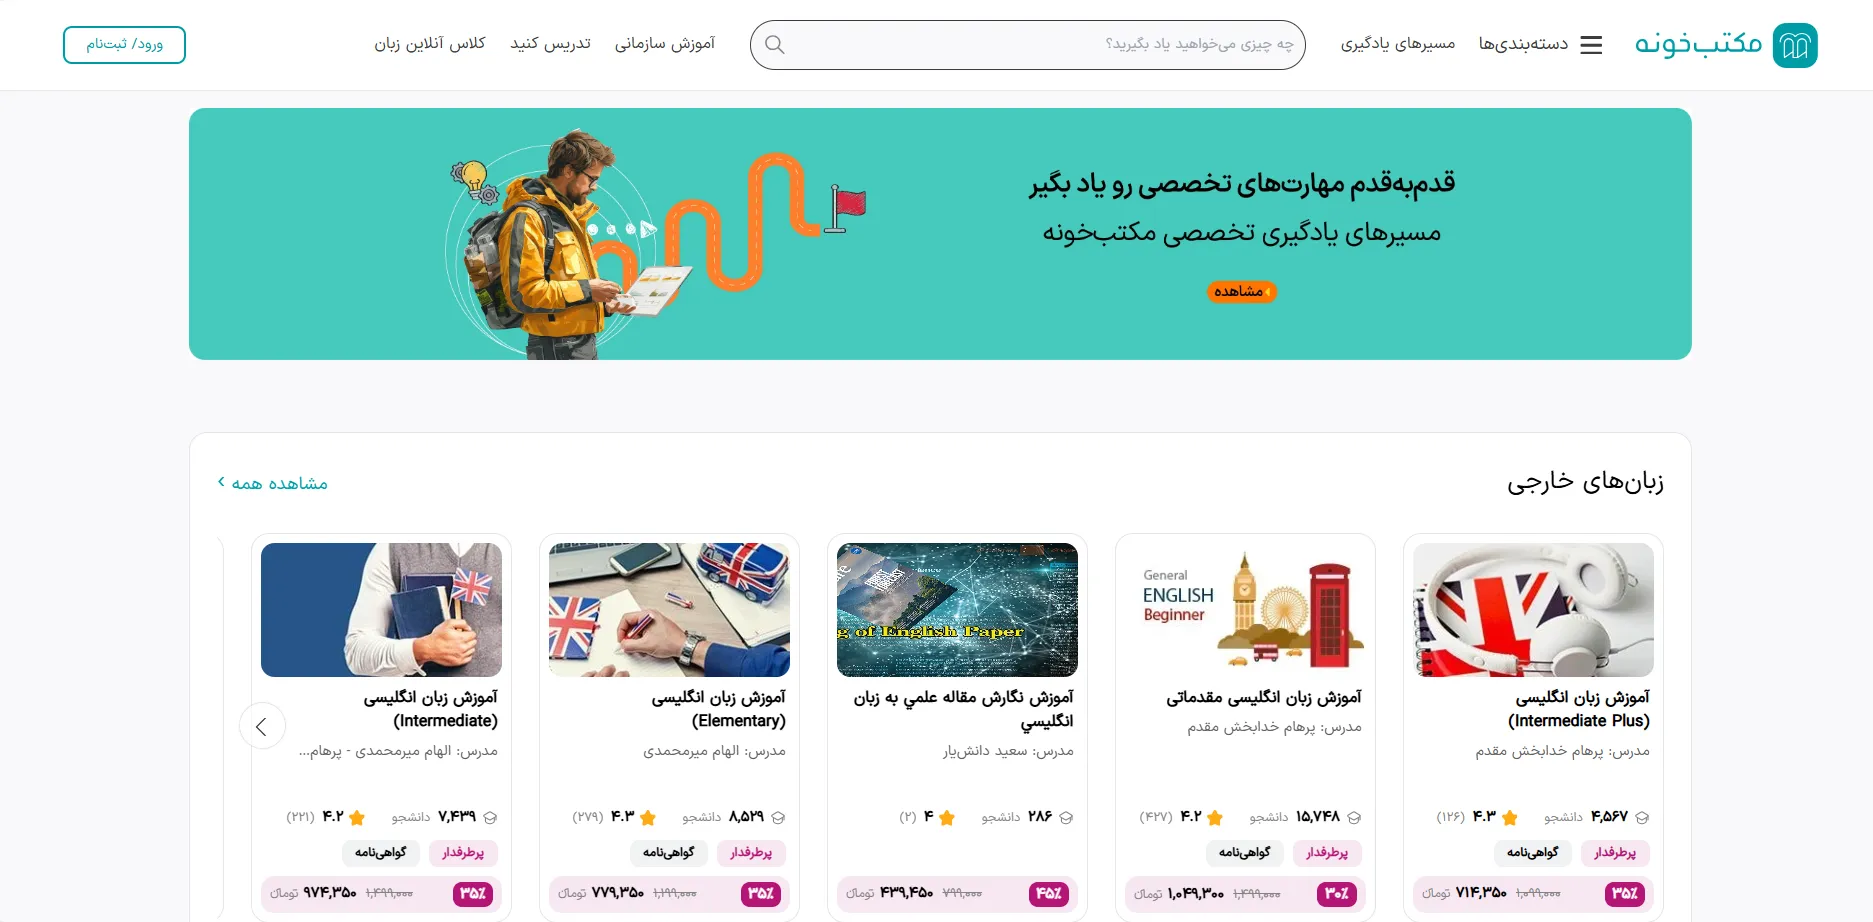 مکتب‌خونه
دسته‌بندی‌ها
مسیرهای یادگیری
چه چیزی می‌خواهید یاد بگیرید؟
آموزش سازمانی
تدریس کنید
کلاس آنلاین زبان
ورود/ ثبت‌نام
قدم‌به‌قدم مهارت‌های تخصصی رو یاد بگیر
مسیرهای یادگیری تخصصی مکتب‌خونه
مشاهده
زبان‌های خارجی
مشاهده همه
آموزش زبان انگلیسی
(Intermediate Plus)
مدرس: پرهام خدابخش مقدم
۴,۵۶۷ دانشجو ۴.۳ (۱۲۶)
پرطرفدار گواهی‌نامه
۳۵٪ ۱,۰۹۹,۰۰۰ ۷۱۴,۳۵۰ تومان
General
ENGLISH
Beginner
آموزش زبان انگلیسی مقدماتی
مدرس: پرهام خدابخش مقدم
۱۵,۷۴۸ دانشجو ۴.۲ (۴۲۷)
پرطرفدار گواهی‌نامه
۳۰٪ ۱,۴۹۹,۰۰۰ ۱,۰۴۹,۳۰۰ تومان
g of English Paper
آموزش نگارش مقاله علمي به زبان
انگليسي
مدرس: سعید دانش‌یار
۲۸۶ دانشجو ۴ (۲)
۴۵٪ ۷۹۹,۰۰۰ ۴۳۹,۴۵۰ تومان
آموزش زبان انگلیسی
(Elementary)
مدرس: الهام میرمحمدی
۸,۵۲۹ دانشجو ۴.۳ (۲۷۹)
پرطرفدار گواهی‌نامه
۳۵٪ ۱,۱۹۹,۰۰۰ ۷۷۹,۳۵۰ تومان
آموزش زبان انگلیسی
(Intermediate)
مدرس: الهام میرمحمدی - پرهام...
۷,۴۳۹ دانشجو ۴.۲ (۲۲۱)
پرطرفدار گواهی‌نامه
۳۵٪ ۱,۴۹۹,۰۰۰ ۹۷۴,۳۵۰ تومان